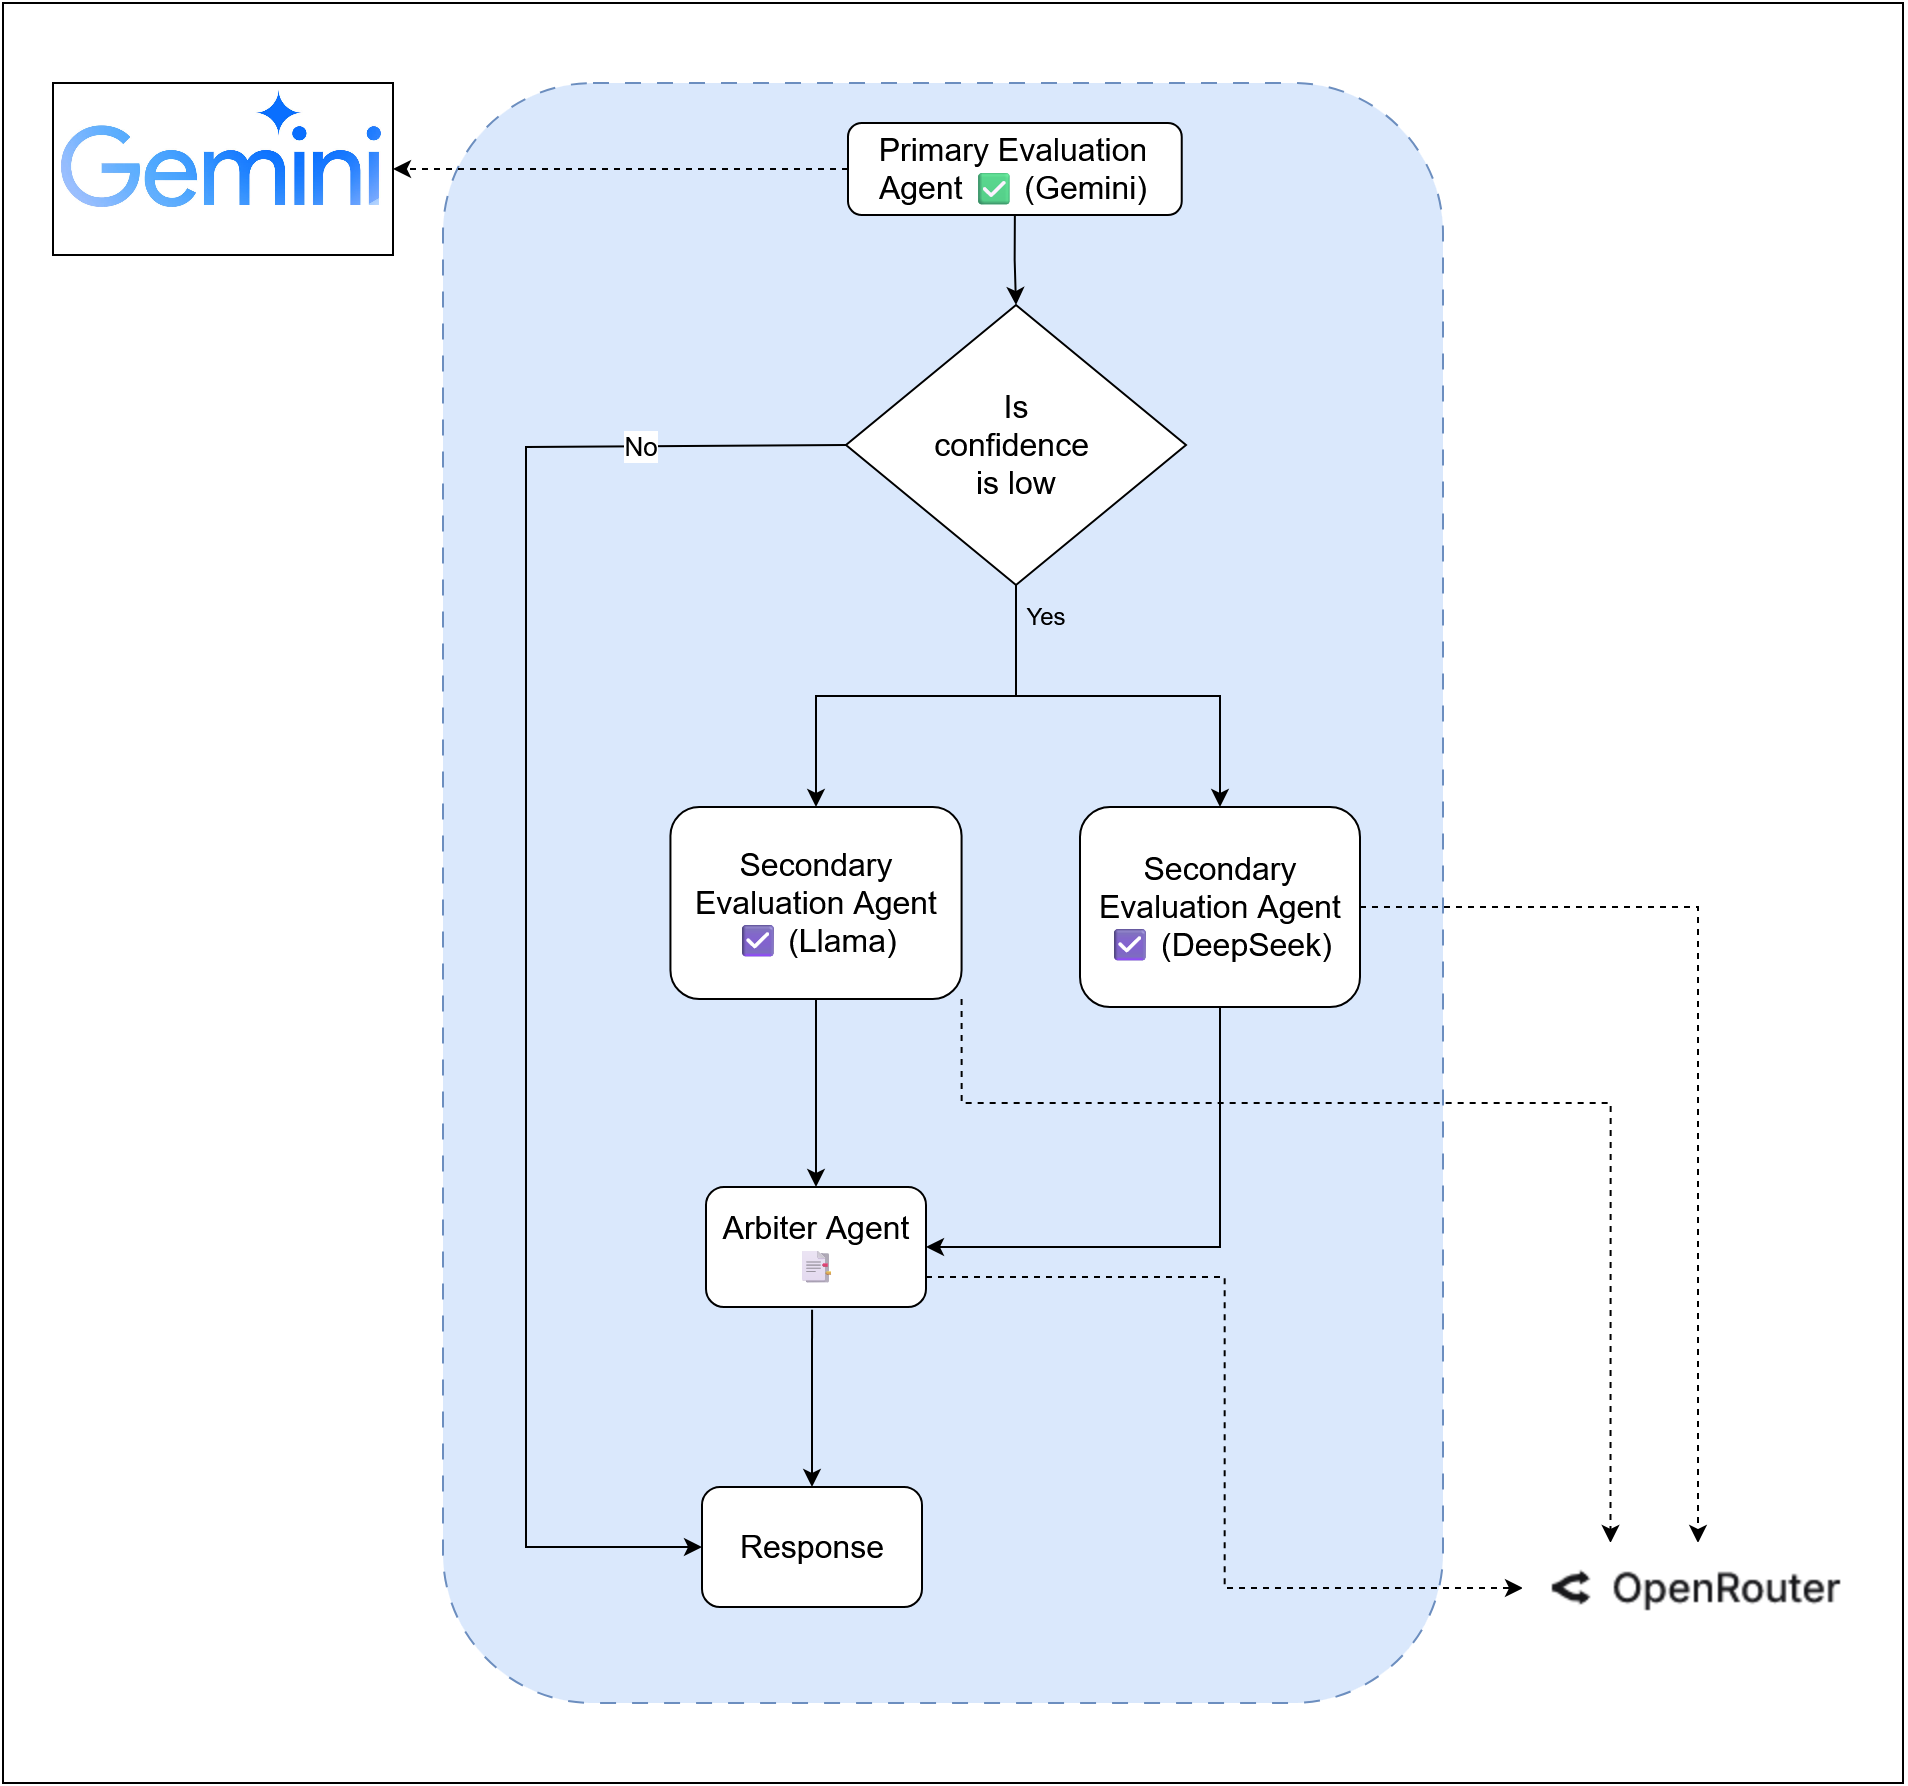 Gemini
Primary Evaluation
Agent ✅ (Gemini)
Is
confidence
is low
No
Yes
Secondary
Evaluation Agent
☑ (Llama)
Secondary
Evaluation Agent
☑ (DeepSeek)
Arbiter Agent
📑
Response
OpenRouter